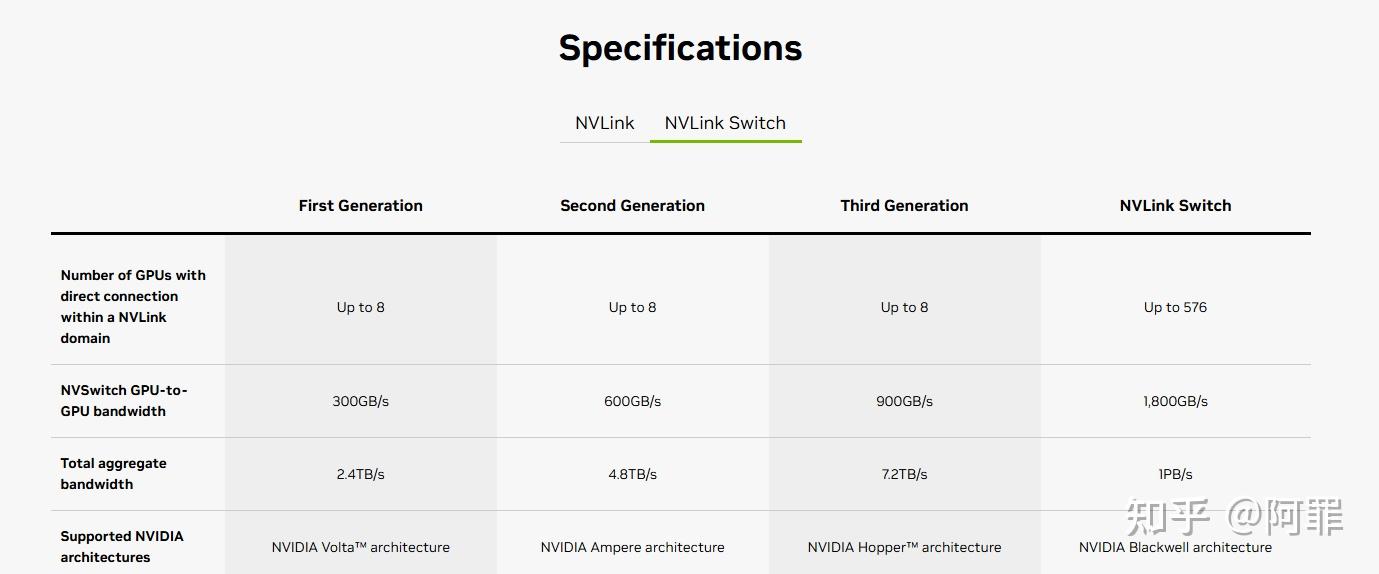 Specifications
NVLink NVLink Switch
First Generation Second Generation Third Generation NVLink Switch
Number of GPUs with
direct connection
within a NVLink
domain
Up to 8 Up to 8 Up to 8 Up to 576
NVSwitch GPU-to-
GPU bandwidth
300GB/s 600GB/s 900GB/s 1,800GB/s
Total aggregate
bandwidth
2.4TB/s 4.8TB/s 7.2TB/s 1PB/s
Supported NVIDIA
architectures
NVIDIA Volta™ architecture NVIDIA Ampere architecture NVIDIA Hopper™ architecture NVIDIA Blackwell architecture
知乎 @阿罪